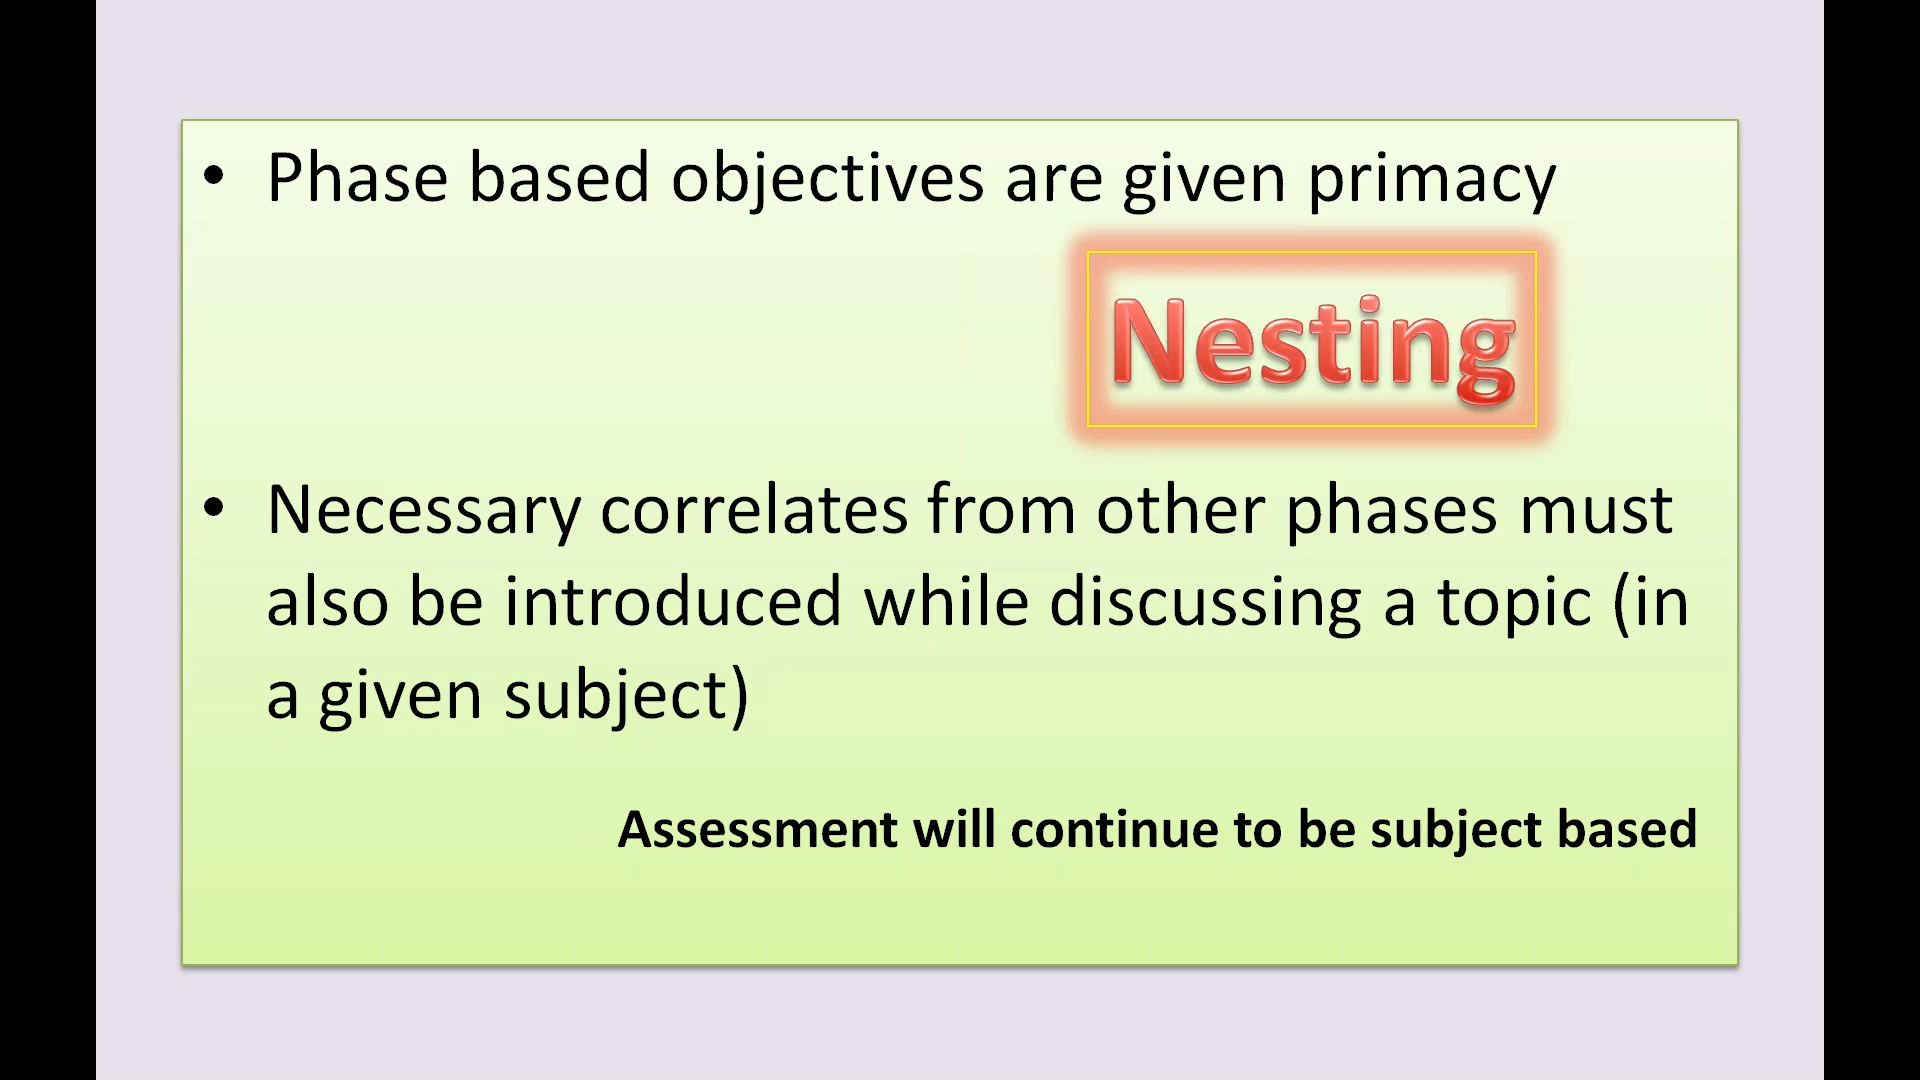 • Phase based objectives are given primacy
Nesting
• Necessary correlates from other phases must
also be introduced while discussing a topic (in
a given subject)
Assessment will continue to be subject based